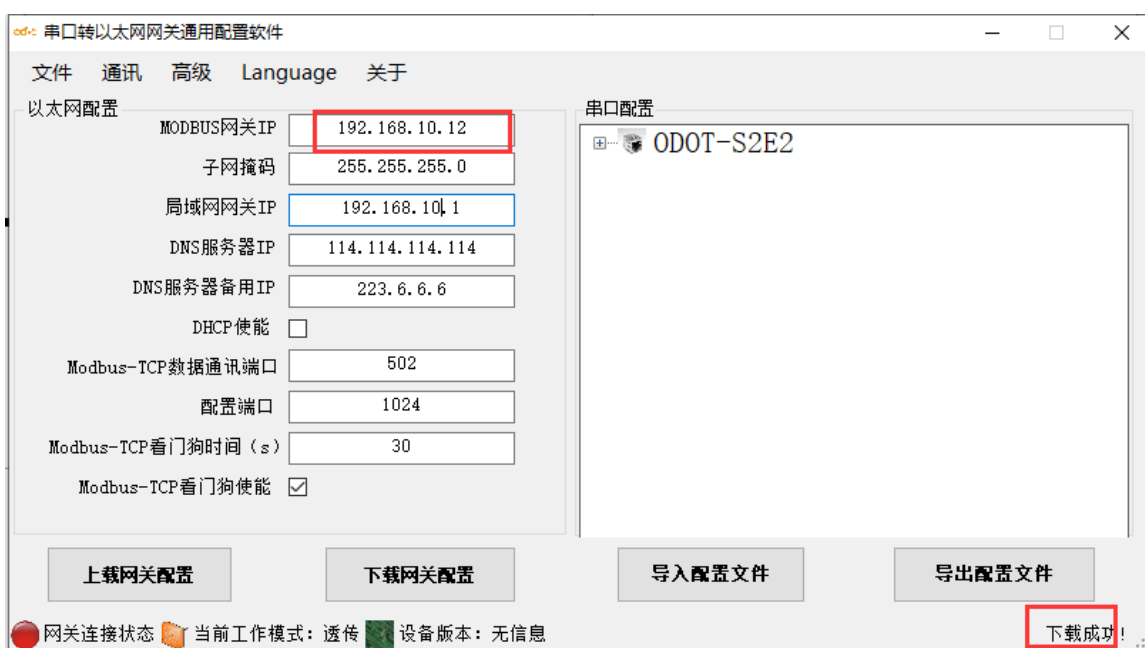 串口转以太网网关通用配置软件
文件 通讯 高级 Language 关于
以太网配置
MODBUS网关IP 192.168.10.12
子网掩码 255.255.255.0
局域网网关IP 192.168.10.1
DNS服务器IP 114.114.114.114
DNS服务器备用IP 223.6.6.6
DHCP使能
Modbus-TCP数据通讯端口 502
配置端口 1024
Modbus-TCP看门狗时间（s） 30
Modbus-TCP看门狗使能
串口配置
ODOT-S2E2
上载网关配置 下载网关配置 导入配置文件 导出配置文件
网关连接状态 当前工作模式：透传 设备版本：无信息 下载成功!